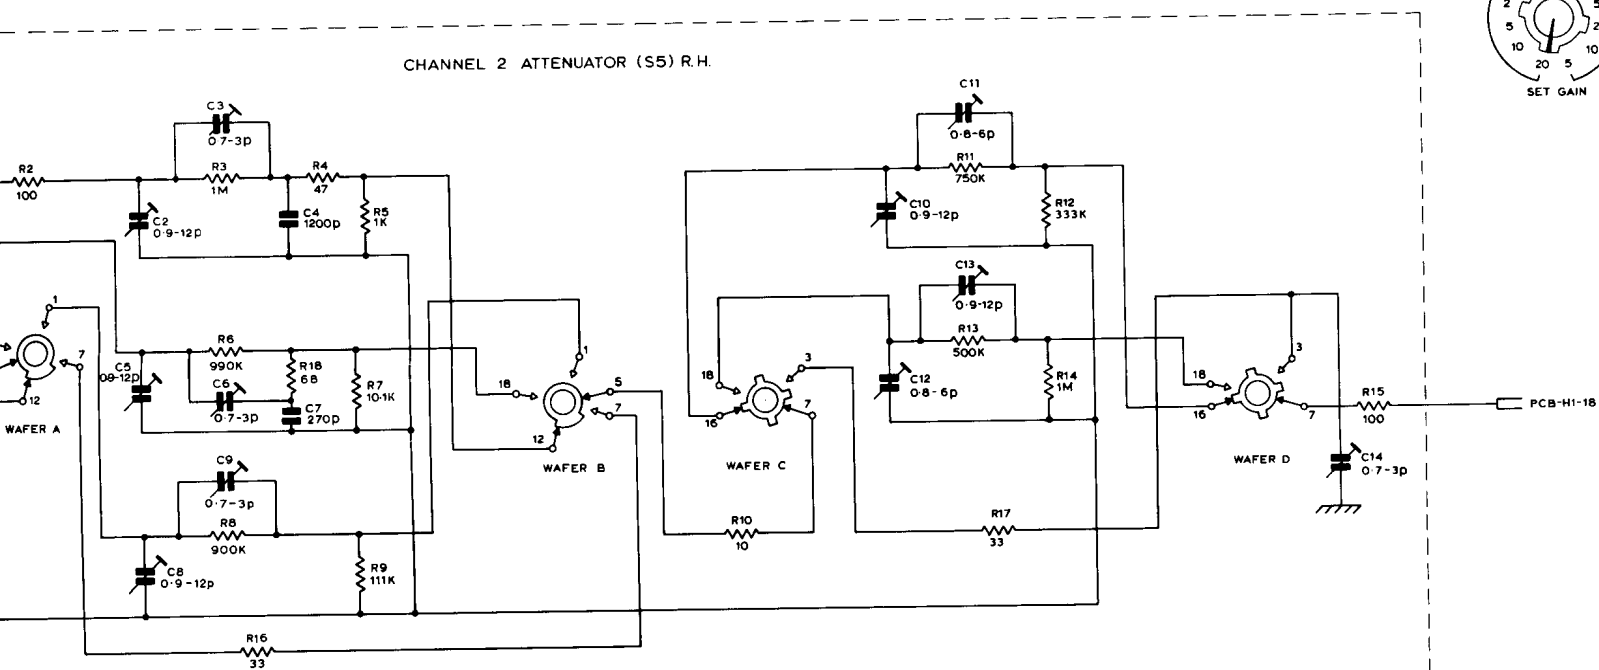 2
5
10
20
5
10
2
5
SET GAIN
CHANNEL 2 ATTENUATOR (S5) R.H.
C3
0.7-3p
R2
100
R3
1M
R4
47
C2
0.9-12p
C4
1200p
R5
1K
C11
0.8-6p
R11
750K
C10
0.9-12p
R12
333K
C13
0.9-12p
R13
500K
C12
0.8-6p
R14
1M
1
7
12
WAFER A
R6
990K
C5
R18
68
C6
0.7-3p
C7
270p
R7
10.1K
1
18
5
7
12
WAFER B
3
18
16
7
WAFER C
3
18
16
7
WAFER D
R15
100
PCB-H1-18
C14
0.7-3p
C9
0.7-3p
R8
900K
C8
0.9-12p
R9
111K
R10
10
R17
33
R16
33